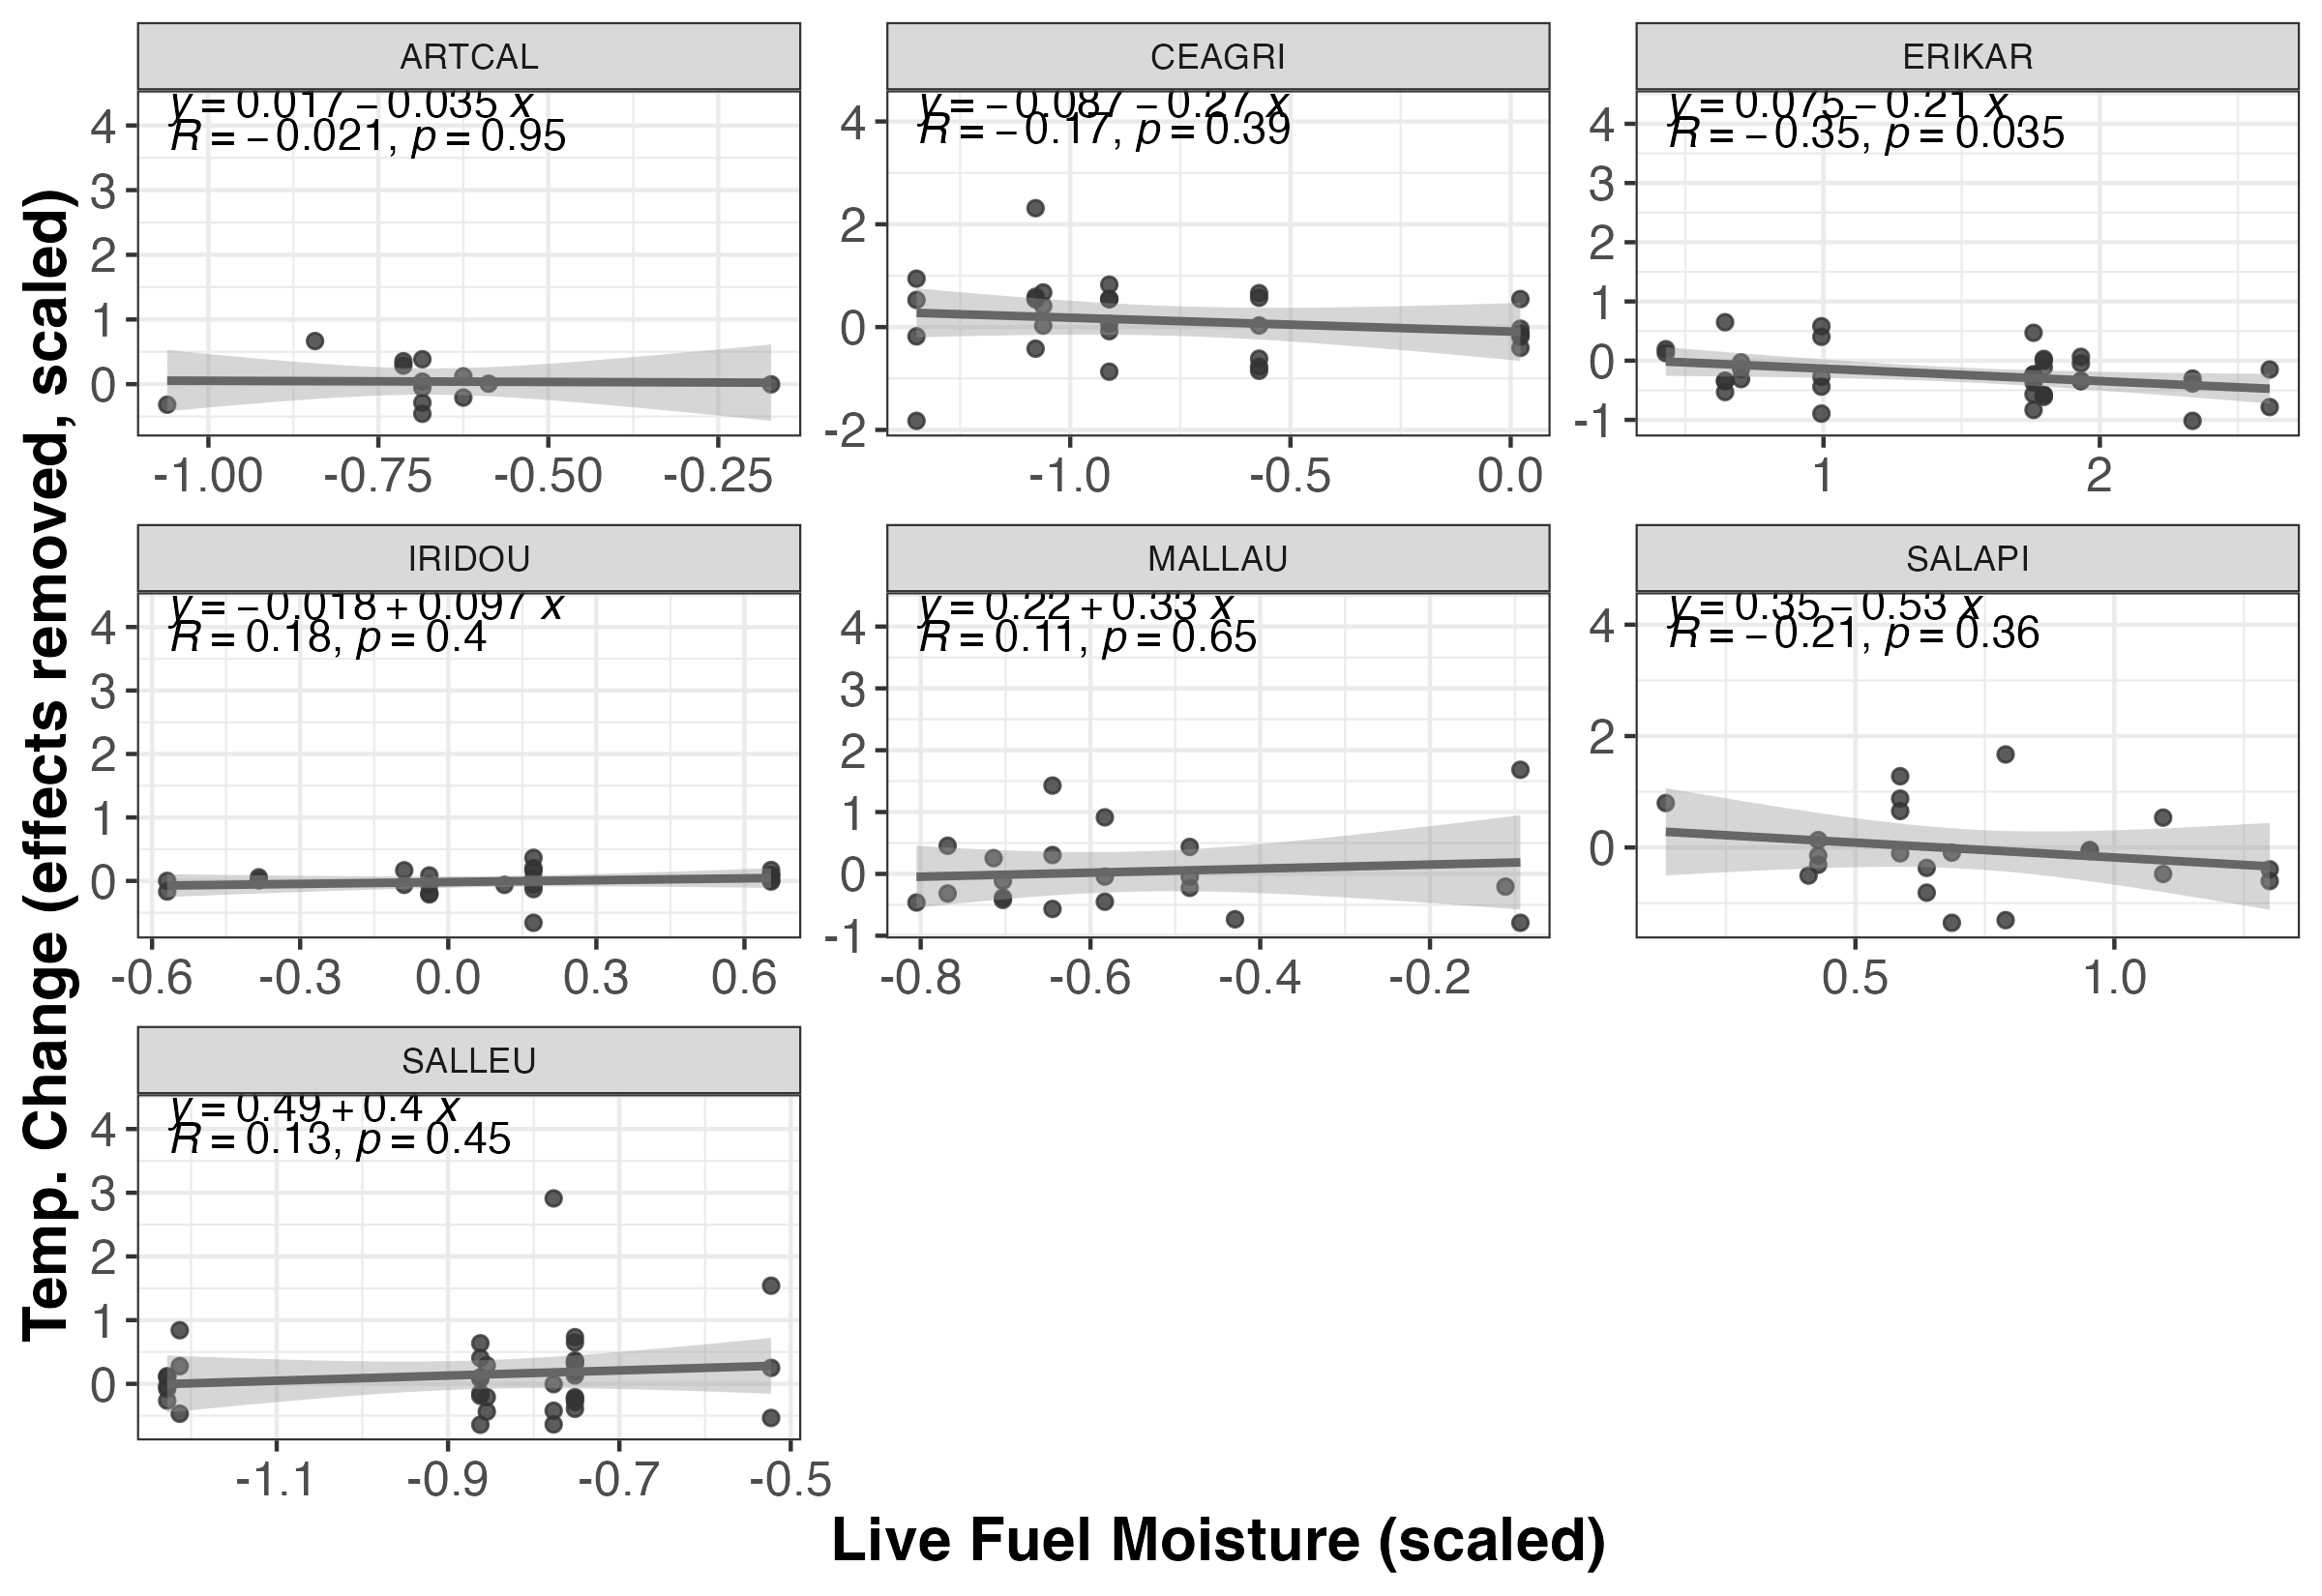 Temp. Change (effects removed, scaled)
ARTCAL
y = 0.017 − 0.035 x
R = −0.021, p = 0.95
4
3
2
1
0
-1.00 -0.75 -0.50 -0.25
CEAGRI
y = −0.087 − 0.27 x
R = −0.17, p = 0.39
4
2
0
-2
-1.0 -0.5 0.0
ERIKAR
y = 0.075 − 0.21 x
R = −0.35, p = 0.035
4
3
2
1
0
-1
1 2
IRIDOU
y = −0.018 + 0.097 x
R = 0.18, p = 0.4
4
3
2
1
0
-0.6 -0.3 0.0 0.3 0.6
MALLAU
y = 0.22 + 0.33 x
R = 0.11, p = 0.65
4
3
2
1
0
-1
-0.8 -0.6 -0.4 -0.2
SALAPI
y = 0.35 − 0.53 x
R = −0.21, p = 0.36
4
2
0
0.5 1.0
SALLEU
y = 0.49 + 0.4 x
R = 0.13, p = 0.45
4
3
2
1
0
-1.1 -0.9 -0.7 -0.5
Live Fuel Moisture (scaled)